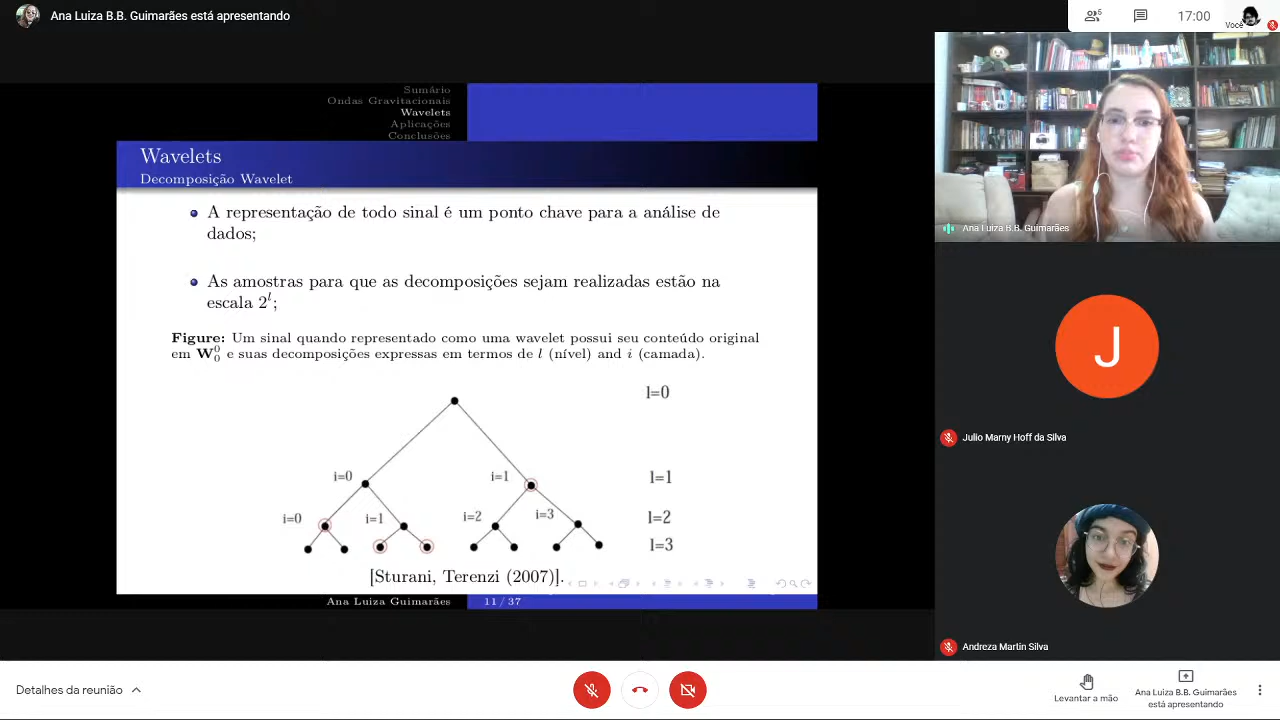 Ana Luiza B.B. Guimarães está apresentando
5
17:00
Você
Sumário
Ondas Gravitacionais
Wavelets
Aplicações
Conclusões
Wavelets
Decomposição Wavelet
A representação de todo sinal é um ponto chave para a análise de
dados;
As amostras para que as decomposições sejam realizadas estão na
escala 2^l;
Figure: Um sinal quando representado como uma wavelet possui seu conteúdo original
em W_0^0 e suas decomposições expressas em termos de l (nível) and i (camada).
l=0
i=0 i=1 l=1
i=0 i=1 i=2 i=3 l=2
l=3
[Sturani, Terenzi (2007)].
Ana Luiza Guimarães 11 / 37
Ana Luiza B.B. Guimarães
J
Julio Marny Hoff da Silva
Andreza Martin Silva
Detalhes da reunião
Levantar a mão
Ana Luiza B.B. Guimarães
está apresentando